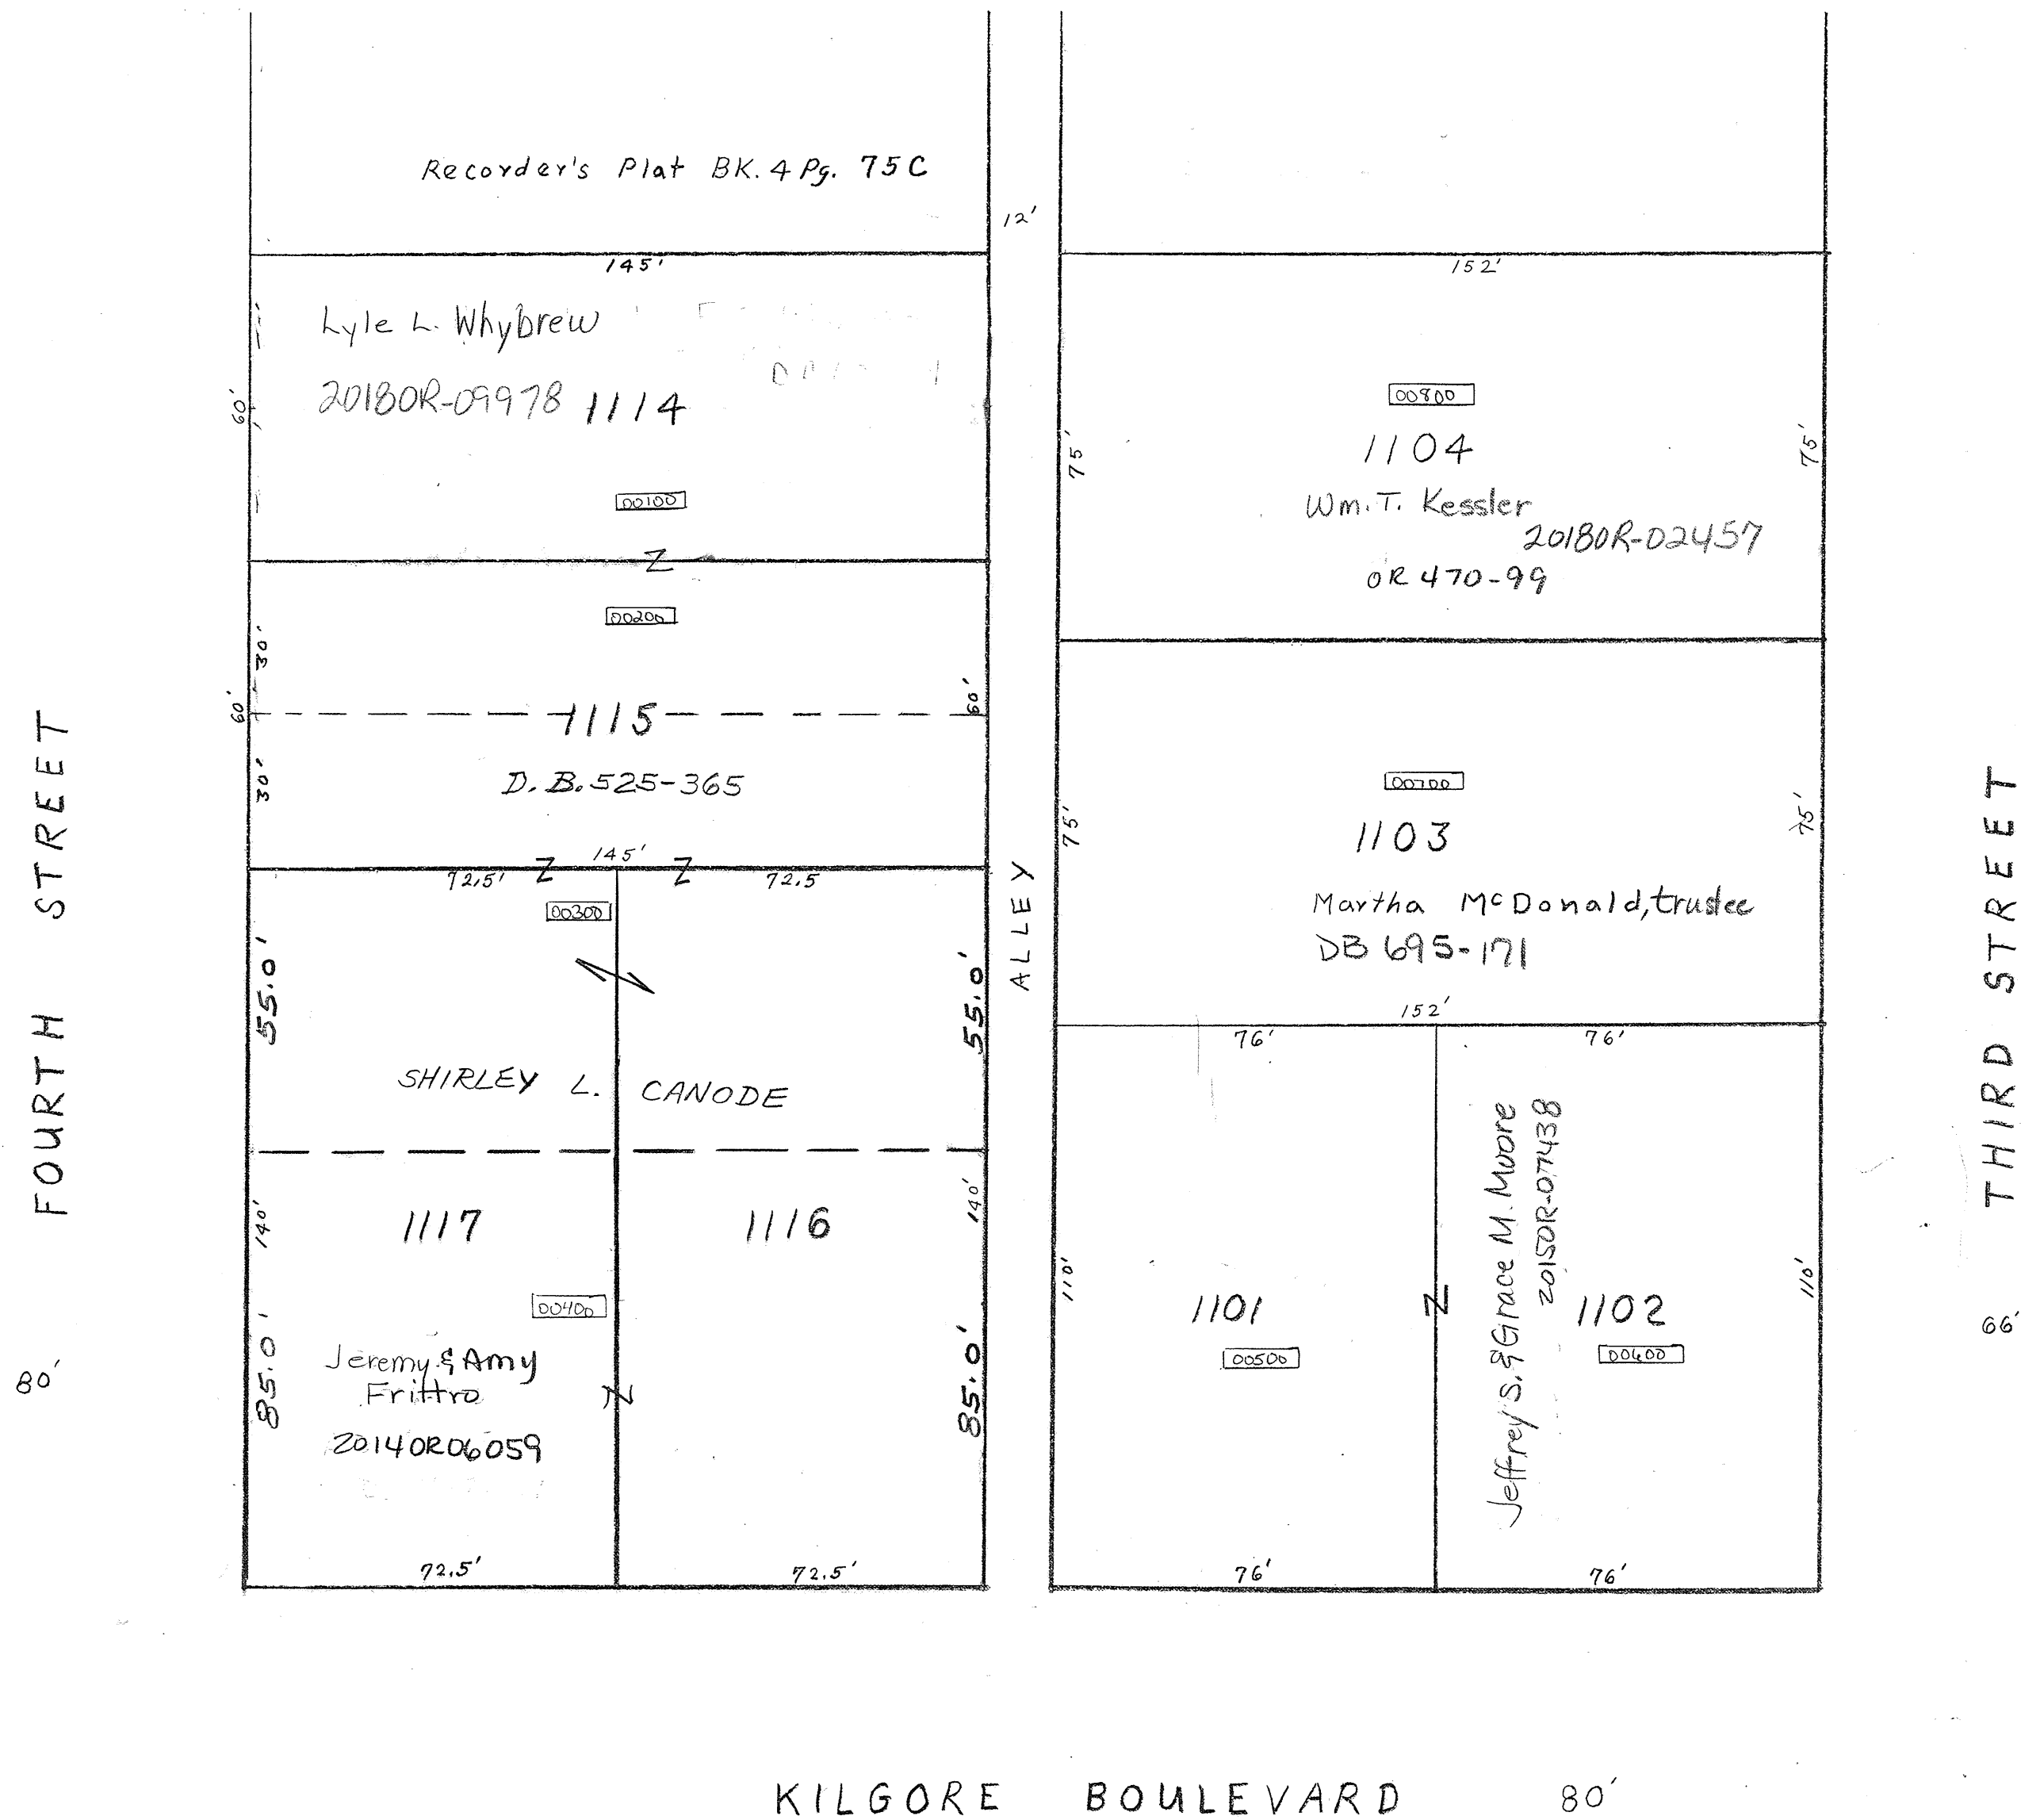 Recorder's Plat BK. 4 Pg. 75C
12'
145'
Lyle L. Whybrew
2018OR-09978 1114
60'
00100
Z
00200
30'
60'
1115
60'
30'
D.B. 525-365
145'
72.5' Z Z 72.5
00300
55.0'
55.0'
SHIRLEY L. CANODE
140'
140'
1117
1116
00400
85.0'
85.0'
Jeremy & Amy
Frittro
2014OR06059
Z
72.5'
72.5'
ALLEY
152'
00800
75'
1104
75'
Wm. T. Kessler
2018OR-02457
OR 470-99
00700
75'
1103
75'
Martha McDonald, trustee
DB 695-171
152'
76'
76'
Jeffrey S. & Grace M. Moore
2015OR-07438
110'
1101
Z
1102
110'
00500
00600
76'
76'
FOURTH STREET
80'
THIRD STREET
66'
KILGORE BOULEVARD 80'